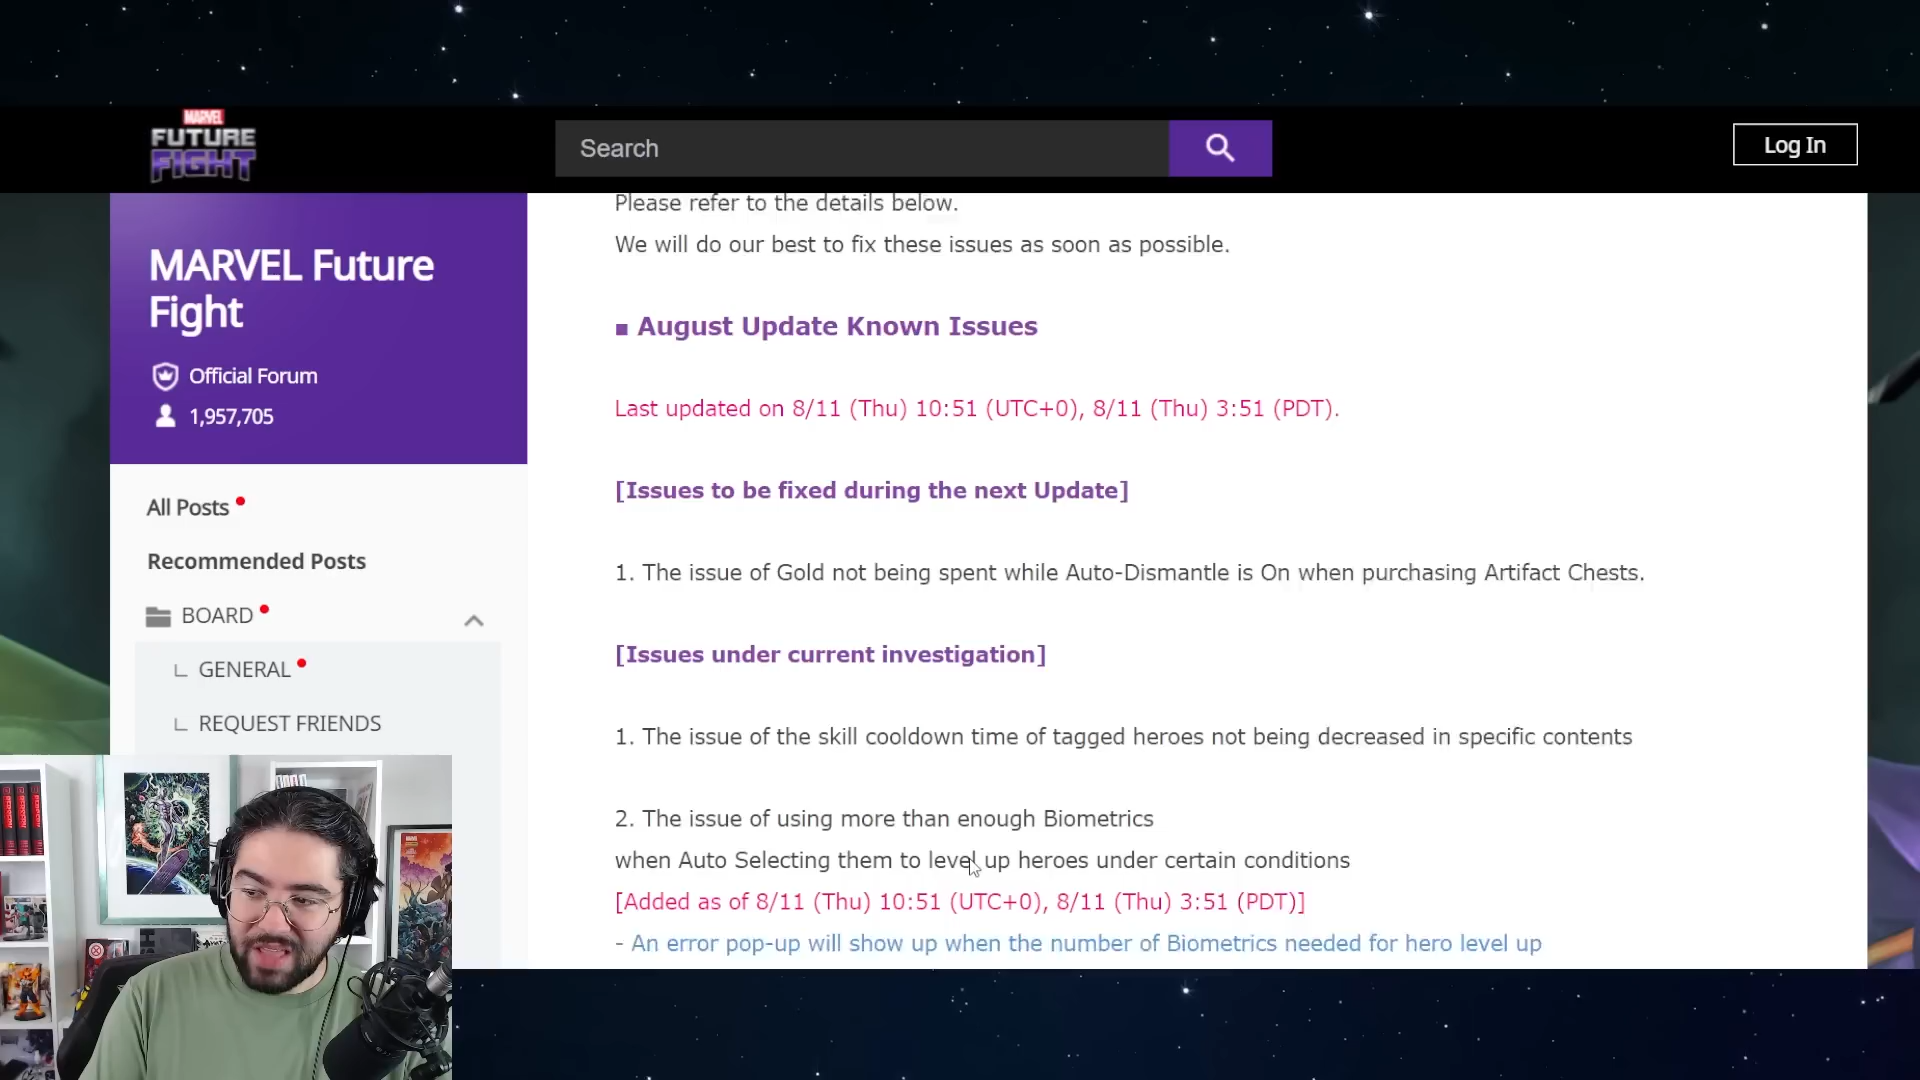 MARVEL
FUTURE
FIGHT
Search
Log In
MARVEL Future
Fight
Official Forum
1,957,705
All Posts
Recommended Posts
BOARD
GENERAL
REQUEST FRIENDS
Please refer to the details below.
We will do our best to fix these issues as soon as possible.
■ August Update Known Issues
Last updated on 8/11 (Thu) 10:51 (UTC+0), 8/11 (Thu) 3:51 (PDT).
[Issues to be fixed during the next Update]
1. The issue of Gold not being spent while Auto-Dismantle is On when purchasing Artifact Chests.
[Issues under current investigation]
1. The issue of the skill cooldown time of tagged heroes not being decreased in specific contents
2. The issue of using more than enough Biometrics
when Auto Selecting them to level up heroes under certain conditions
[Added as of 8/11 (Thu) 10:51 (UTC+0), 8/11 (Thu) 3:51 (PDT)]
- An error pop-up will show up when the number of Biometrics needed for hero level up